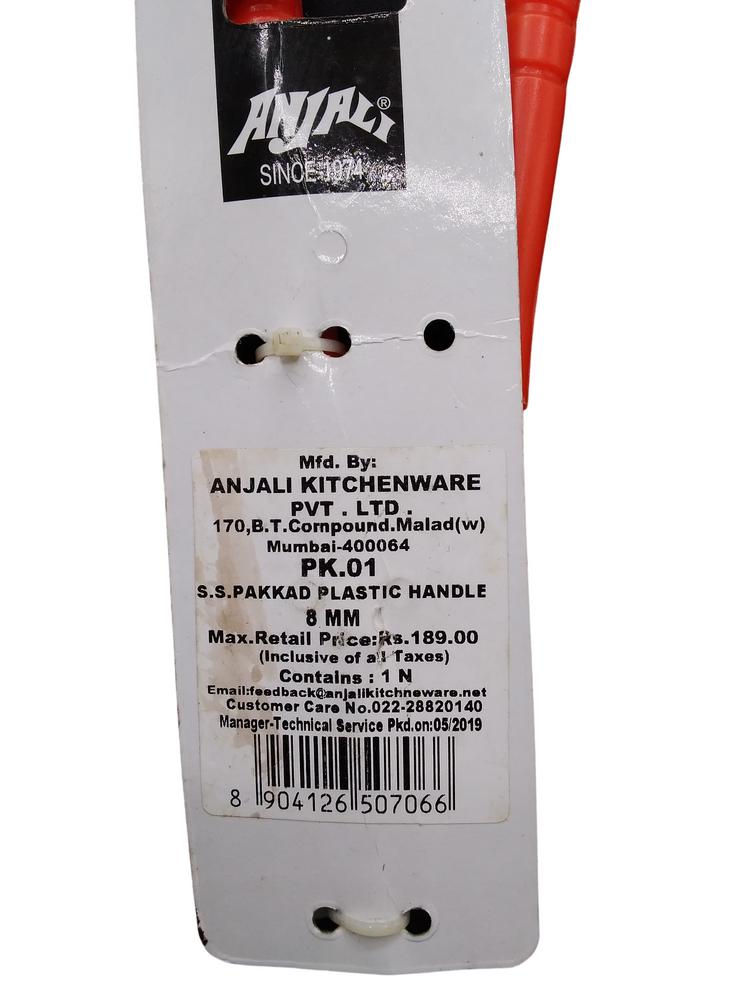 ANJALI®
SINCE 1974
Mfd. By:
ANJALI KITCHENWARE
PVT . LTD .
170,B.T.Compound.Malad(w)
Mumbai-400064
PK.01
S.S.PAKKAD PLASTIC HANDLE
8 MM
Max.Retail Price:Rs.189.00
(Inclusive of all Taxes)
Contains : 1 N
Email:feedback@anjalikitchneware.net
Customer Care No.022-28820140
Manager-Technical Service Pkd.on:05/2019
8 904126 507066